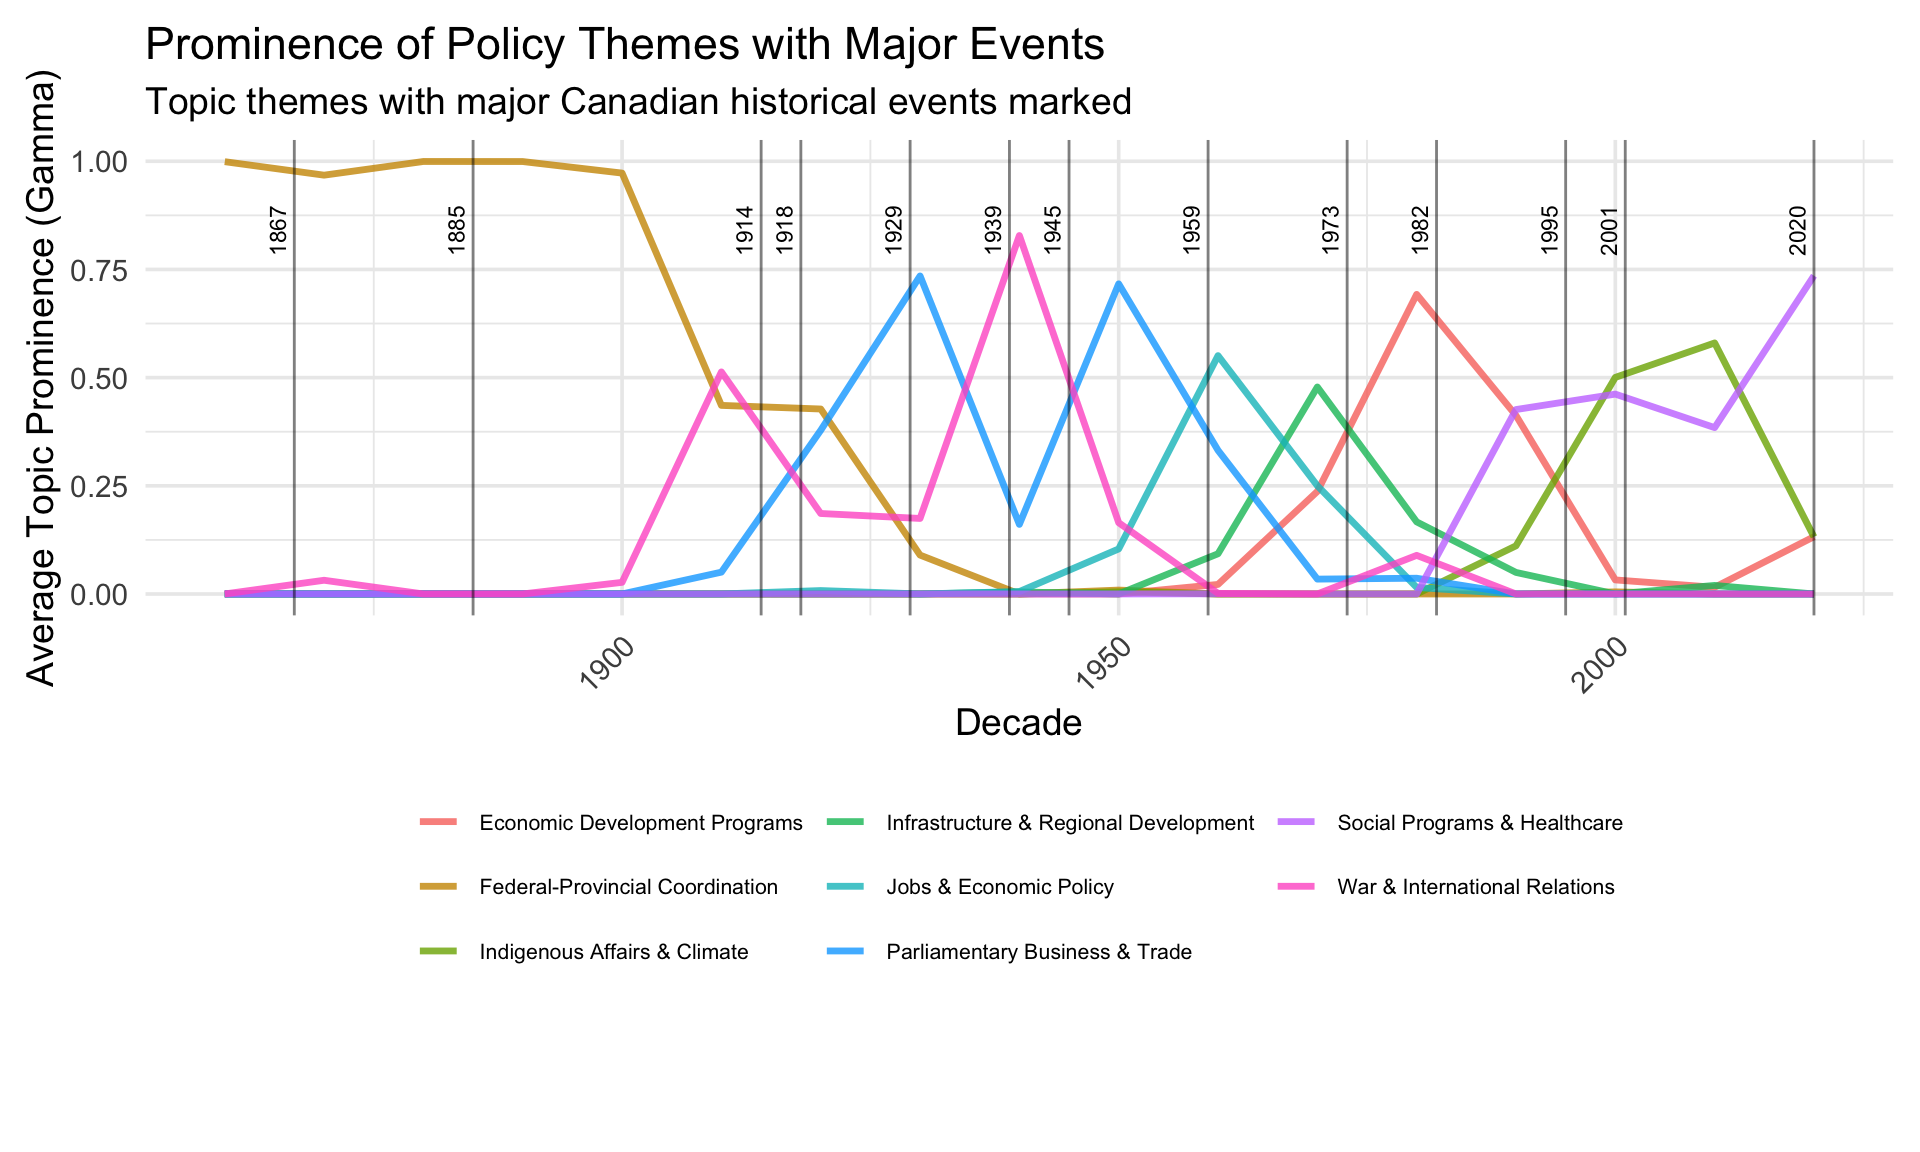 Prominence of Policy Themes with Major Events
Topic themes with major Canadian historical events marked
Average Topic Prominence (Gamma)
1.00
0.75
0.50
0.25
0.00
1867
1885
1914
1918
1929
1939
1945
1959
1973
1982
1995
2001
2020
1900
1950
2000
Decade
Economic Development Programs
Infrastructure & Regional Development
Social Programs & Healthcare
Federal-Provincial Coordination
Jobs & Economic Policy
War & International Relations
Indigenous Affairs & Climate
Parliamentary Business & Trade